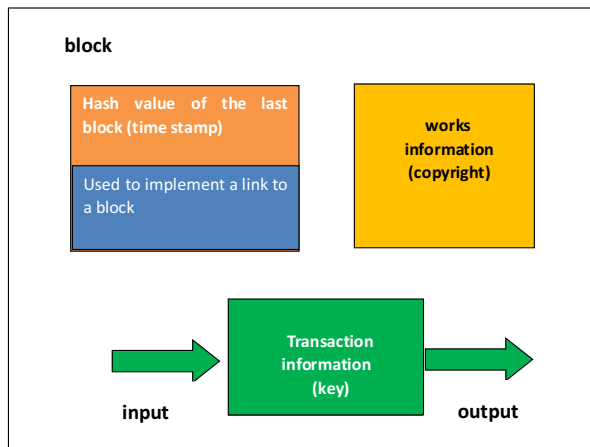 block
Hash value of the last
block (time stamp)
Used to implement a link to
a block
works
information
(copyright)
Transaction
information
(key)
input
output